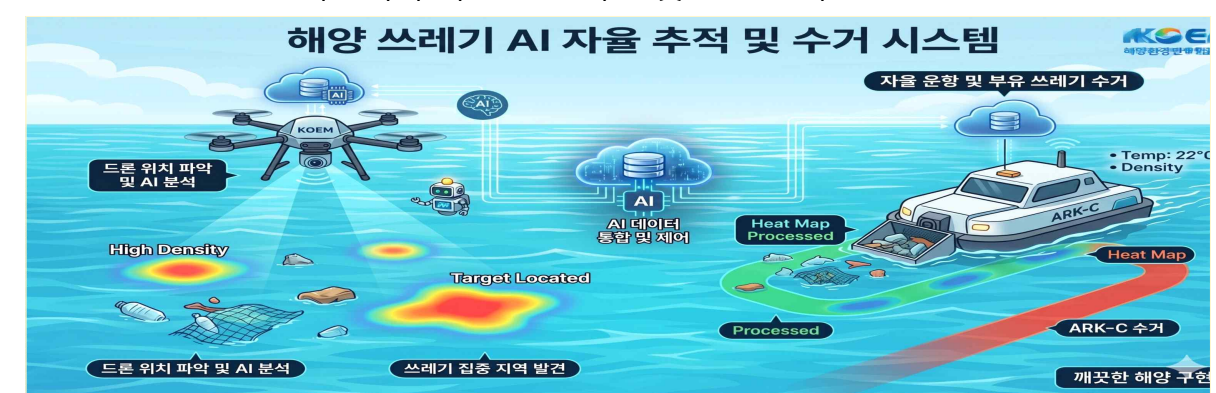 해양 쓰레기 AI 자율 추적 및 수거 시스템
자율 운항 및 부유 쓰레기 수거
AI
AI
KOEM
드론 위치 파악
및 AI 분석
• Temp: 22°C
• Density
AI
AI 데이터
통합 및 제어
ARK-C
Heat Map
Processed
High Density
Heat Map
Target Located
Processed
ARK-C 수거
드론 위치 파악 및 AI 분석
쓰레기 집중 지역 발견
깨끗한 해양 구현